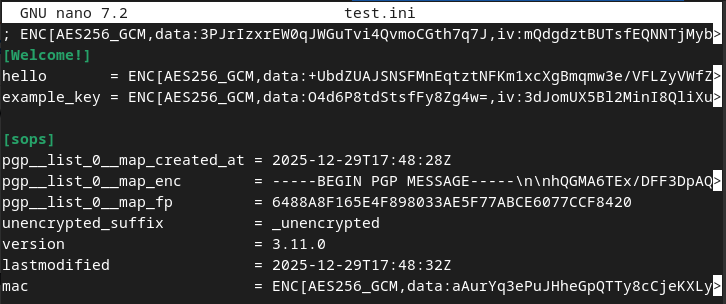 GNU nano 7.2 test.ini
; ENC[AES256_GCM,data:3PJrIzxrEW0qJWGuTvi4QvmoCGth7q7J,iv:mQdgdztBUTsfEQNNTjMyb>
[Welcome!]
hello = ENC[AES256_GCM,data:+UbdZUAJSNSFMnEqtztNFKm1xcXgBmqmw3e/VFLZyVWfZ>
example_key = ENC[AES256_GCM,data:O4d6P8tdStsfFy8Zg4w=,iv:3dJomUX5Bl2MinI8QliXu>
[sops]
pgp__list_0__map_created_at = 2025-12-29T17:48:28Z
pgp__list_0__map_enc = -----BEGIN PGP MESSAGE-----\n\nhQGMA6TEx/DFF3DpAQ>
pgp__list_0__map_fp = 6488A8F165E4F898033AE5F77ABCE6077CCF8420
unencrypted_suffix = _unencrypted
version = 3.11.0
lastmodified = 2025-12-29T17:48:32Z
mac = ENC[AES256_GCM,data:aAurYq3ePuJHheGpQTTy8cCjeKXLy>